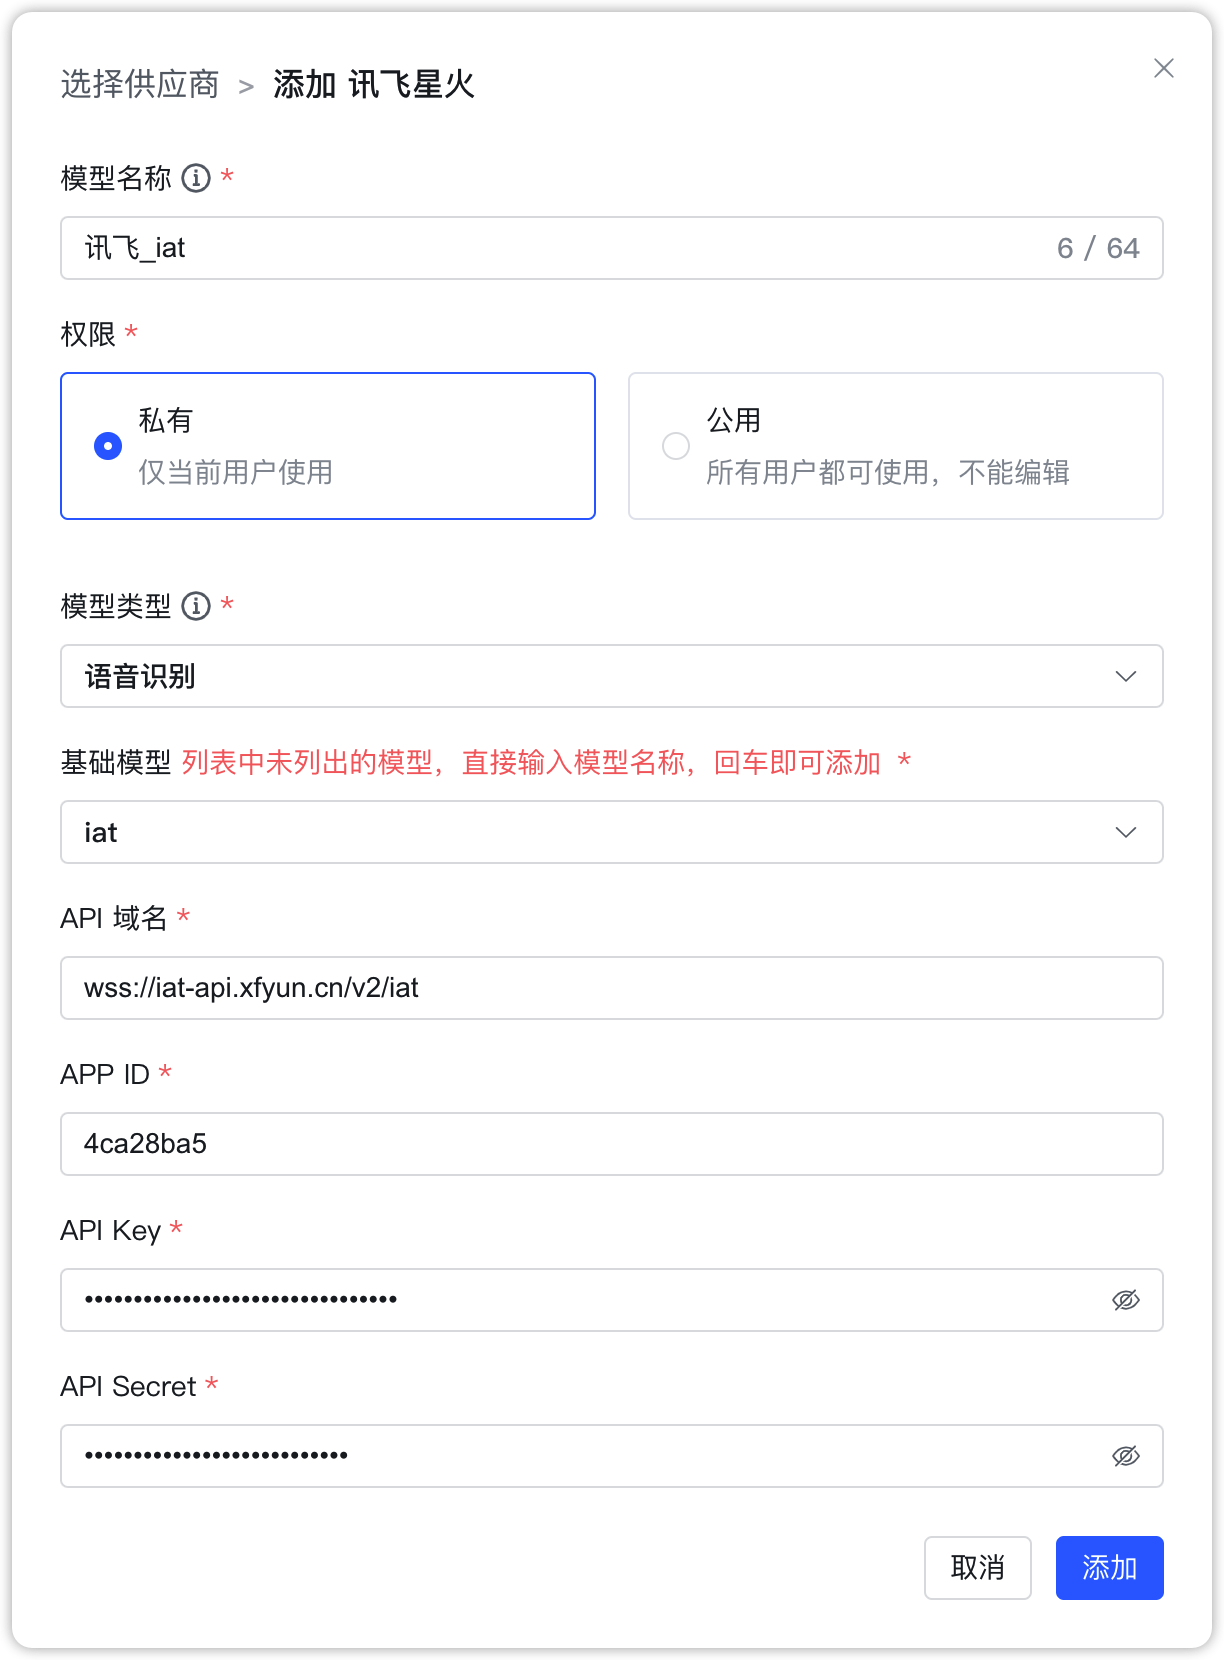 选择供应商 > 添加 讯飞星火
模型名称 *
讯飞_iat 6 / 64
权限 *
私有
仅当前用户使用
公用
所有用户都可使用，不能编辑
模型类型 *
语音识别
基础模型 列表中未列出的模型，直接输入模型名称，回车即可添加 *
iat
API 域名 *
wss://iat-api.xfyun.cn/v2/iat
APP ID *
4ca28ba5
API Key *
••••••••••••••••••••••••••••••••
API Secret *
•••••••••••••••••••••••••••
取消 添加